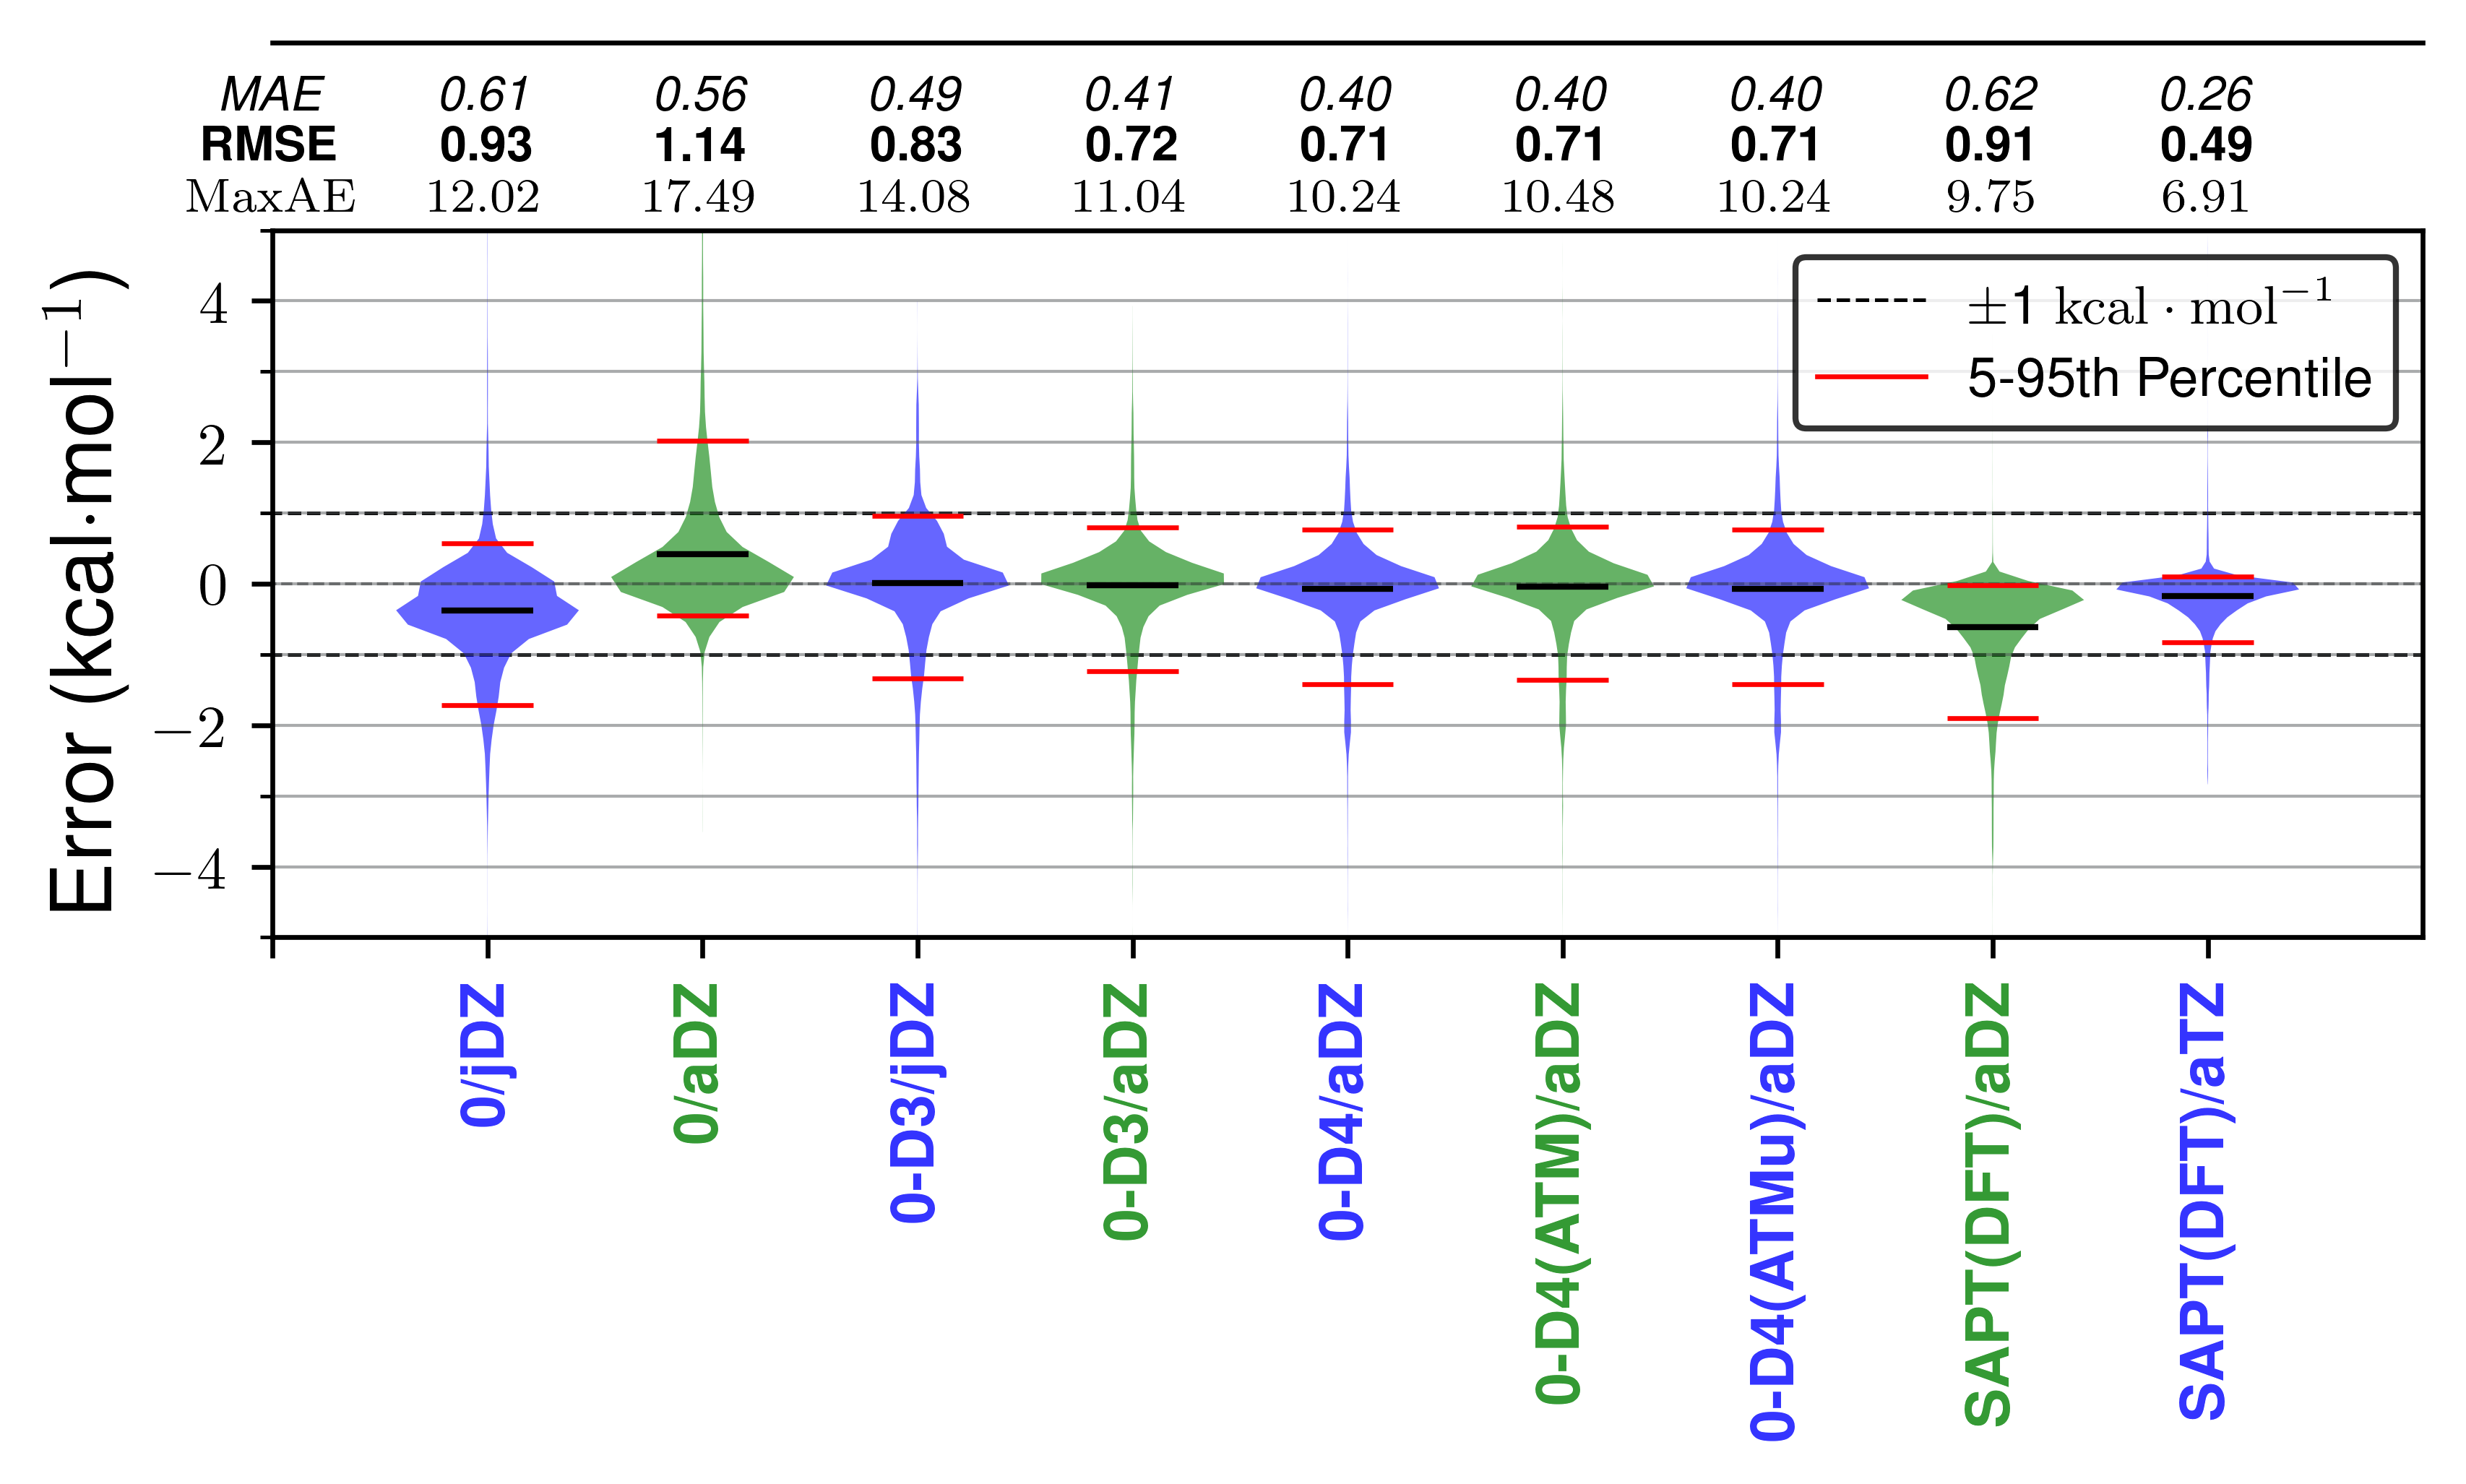 MAE 0.61 0.56 0.49 0.41 0.40 0.40 0.40 0.62 0.26
RMSE 0.93 1.14 0.83 0.72 0.71 0.71 0.71 0.91 0.49
MaxAE 12.02 17.49 14.08 11.04 10.24 10.48 10.24 9.75 6.91
Error (kcal·mol⁻¹)
4
2
0
−2
−4
±1 kcal · mol⁻¹
5-95th Percentile
0/jDZ
0/aDZ
0-D3/jDZ
0-D3/aDZ
0-D4/aDZ
0-D4(ATM)/aDZ
0-D4(ATMu)/aDZ
SAPT(DFT)/aDZ
SAPT(DFT)/aTZ